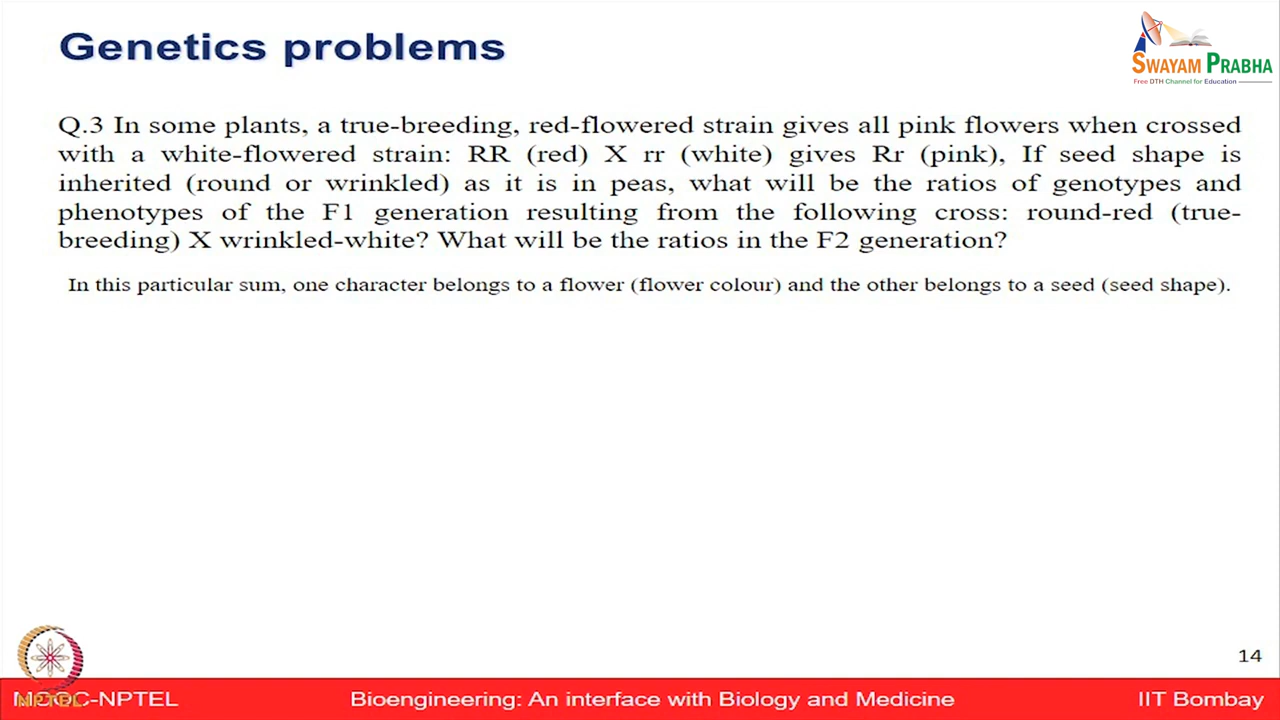 Genetics problems
SWAYAM PRABHA
Free DTH Channel for Education
Q.3 In some plants, a true-breeding, red-flowered strain gives all pink flowers when crossed
with a white-flowered strain: RR (red) X rr (white) gives Rr (pink), If seed shape is
inherited (round or wrinkled) as it is in peas, what will be the ratios of genotypes and
phenotypes of the F1 generation resulting from the following cross: round-red (true-
breeding) X wrinkled-white? What will be the ratios in the F2 generation?
In this particular sum, one character belongs to a flower (flower colour) and the other belongs to a seed (seed shape).
14
MOOC-NPTEL
NPTEL
Bioengineering: An interface with Biology and Medicine
IIT Bombay